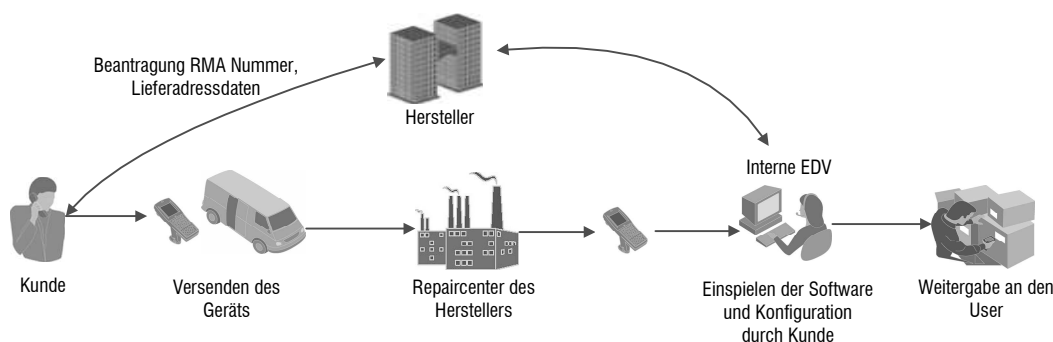 Beantragung RMA Nummer,
Lieferadressdaten
Hersteller
Interne EDV
Kunde
Versenden des
Geräts
Repaircenter des
Herstellers
Einspielen der Software
und Konfiguration
durch Kunde
Weitergabe an den
User